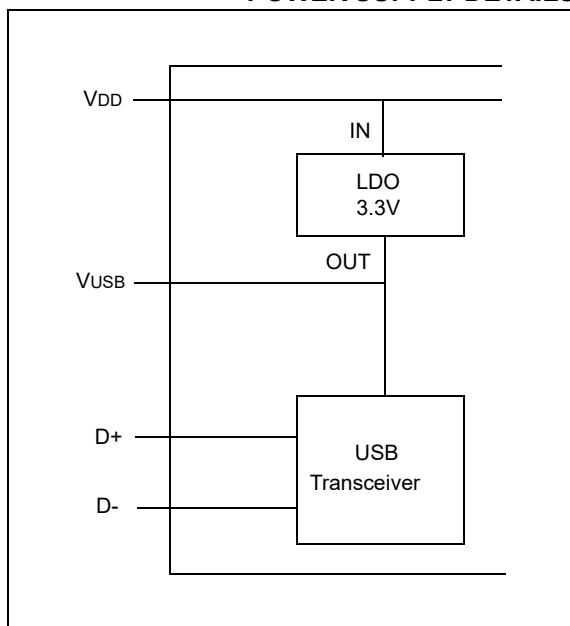 VDD
IN
LDO
3.3V
OUT
VUSB
D+
USB
Transceiver
D-